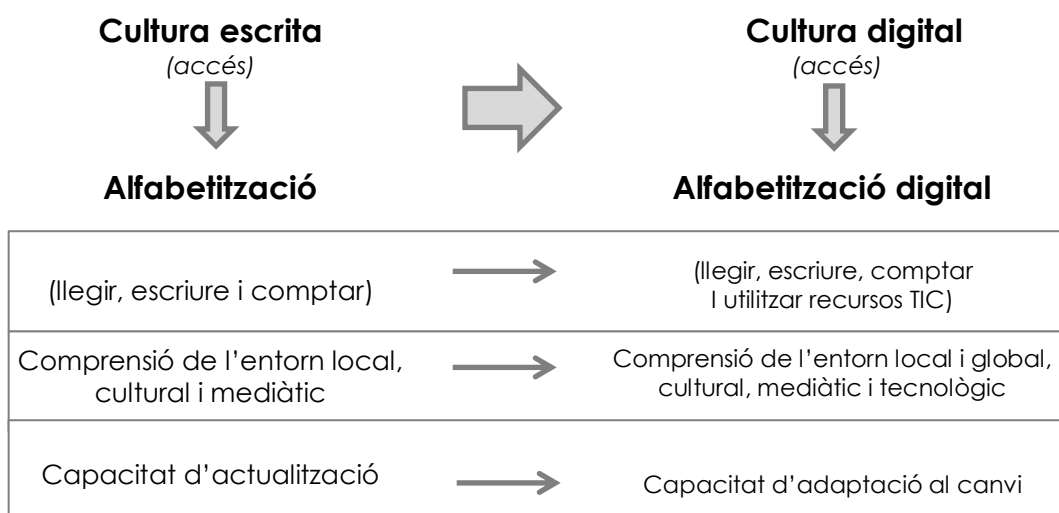 Cultura escrita
(accés)
Cultura digital
(accés)
Alfabetització
Alfabetització digital
(llegir, escriure i comptar)
(llegir, escriure, comptar
I utilitzar recursos TIC)
Comprensió de l’entorn local,
cultural i mediàtic
Comprensió de l’entorn local i global,
cultural, mediàtic i tecnològic
Capacitat d’actualització
Capacitat d’adaptació al canvi